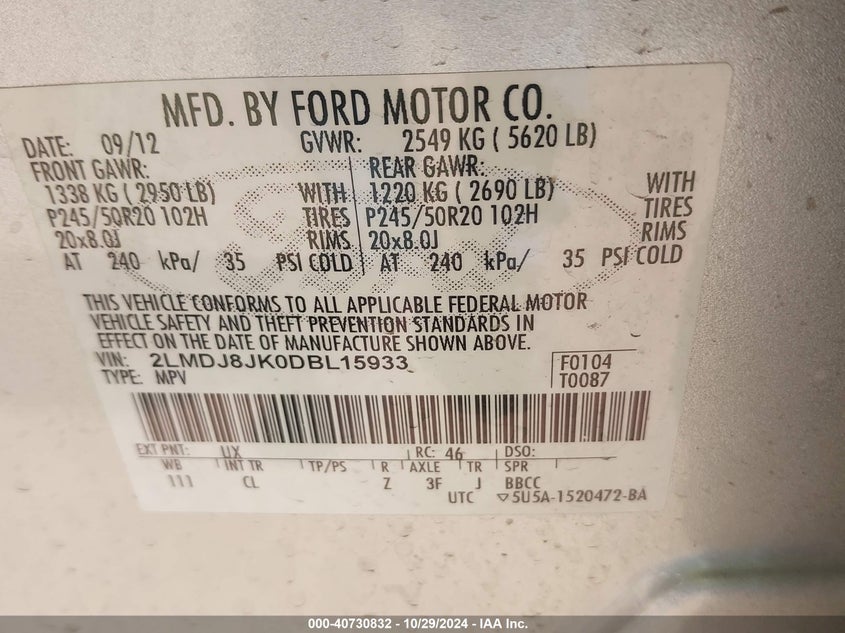 MFD. BY FORD MOTOR CO.
DATE: 09/12 GVWR: 2549 KG ( 5620 LB)
FRONT GAWR: REAR GAWR:
1338 KG ( 2950 LB) WITH 1220 KG ( 2690 LB) WITH
P245/50R20 102H TIRES P245/50R20 102H TIRES
20x8.0J RIMS 20x8.0J RIMS
AT 240 kPa/ 35 PSI COLD AT 240 kPa/ 35 PSI COLD
THIS VEHICLE CONFORMS TO ALL APPLICABLE FEDERAL MOTOR
VEHICLE SAFETY AND THEFT PREVENTION STANDARDS IN
EFFECT ON THE DATE OF MANUFACTURE SHOWN ABOVE.
VIN: 2LMDJ8JK0DBL15933 F0104
TYPE: MPV T0087
EXT PNT: UX RC: 46 DSO:
WB INT TR TP/PS R AXLE TR SPR
111 CL Z 3F J BBCC
UTC ▽5U5A-1520472-BA
000-40730832 - 10/29/2024 - IAA Inc.